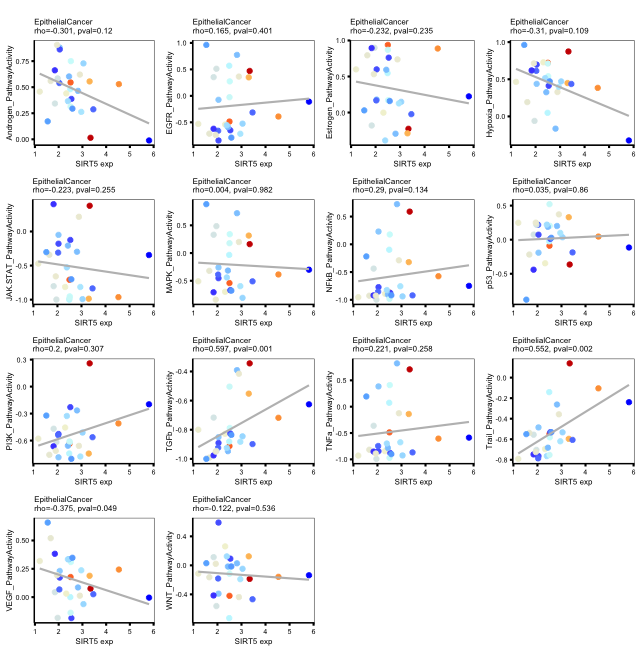 EpithelialCancer
rho=-0.301, pval=0.12
Androgen_PathwayActivity
0.75
0.50
0.25
0.00
1 2 3 4 5 6
SIRT5 exp
EpithelialCancer
rho=0.165, pval=0.401
EGFR_PathwayActivity
1.0
0.5
0.0
-0.5
1 2 3 4 5 6
SIRT5 exp
EpithelialCancer
rho=-0.232, pval=0.235
Estrogen_PathwayActivity
1.0
0.5
0.0
1 2 3 4 5 6
SIRT5 exp
EpithelialCancer
rho=-0.31, pval=0.109
Hypoxia_PathwayActivity
1.0
0.5
0.0
1 2 3 4 5 6
SIRT5 exp
EpithelialCancer
rho=-0.223, pval=0.255
JAK-STAT_PathwayActivity
0.0
-0.5
-1.0
1 2 3 4 5 6
SIRT5 exp
EpithelialCancer
rho=0.004, pval=0.982
MAPK_PathwayActivity
1.0
0.5
0.0
-0.5
1 2 3 4 5 6
SIRT5 exp
EpithelialCancer
rho=0.29, pval=0.134
NFkB_PathwayActivity
0.5
0.0
-0.5
-1.0
1 2 3 4 5 6
SIRT5 exp
EpithelialCancer
rho=0.035, pval=0.86
p53_PathwayActivity
0.5
0.0
-0.5
1 2 3 4 5 6
SIRT5 exp
EpithelialCancer
rho=0.2, pval=0.307
PI3K_PathwayActivity
0.3
0.0
-0.3
-0.6
1 2 3 4 5 6
SIRT5 exp
EpithelialCancer
rho=0.597, pval=0.001
TGFb_PathwayActivity
-0.4
-0.6
-0.8
-1.0
1 2 3 4 5 6
SIRT5 exp
EpithelialCancer
rho=0.221, pval=0.258
TNFa_PathwayActivity
0.5
0.0
-0.5
-1.0
1 2 3 4 5 6
SIRT5 exp
EpithelialCancer
rho=0.552, pval=0.002
Trail_PathwayActivity
0.0
-0.2
-0.4
-0.6
-0.8
1 2 3 4 5 6
SIRT5 exp
EpithelialCancer
rho=-0.375, pval=0.049
VEGF_PathwayActivity
0.50
0.25
0.00
1 2 3 4 5 6
SIRT5 exp
EpithelialCancer
rho=-0.122, pval=0.536
WNT_PathwayActivity
0.4
0.0
-0.4
1 2 3 4 5 6
SIRT5 exp